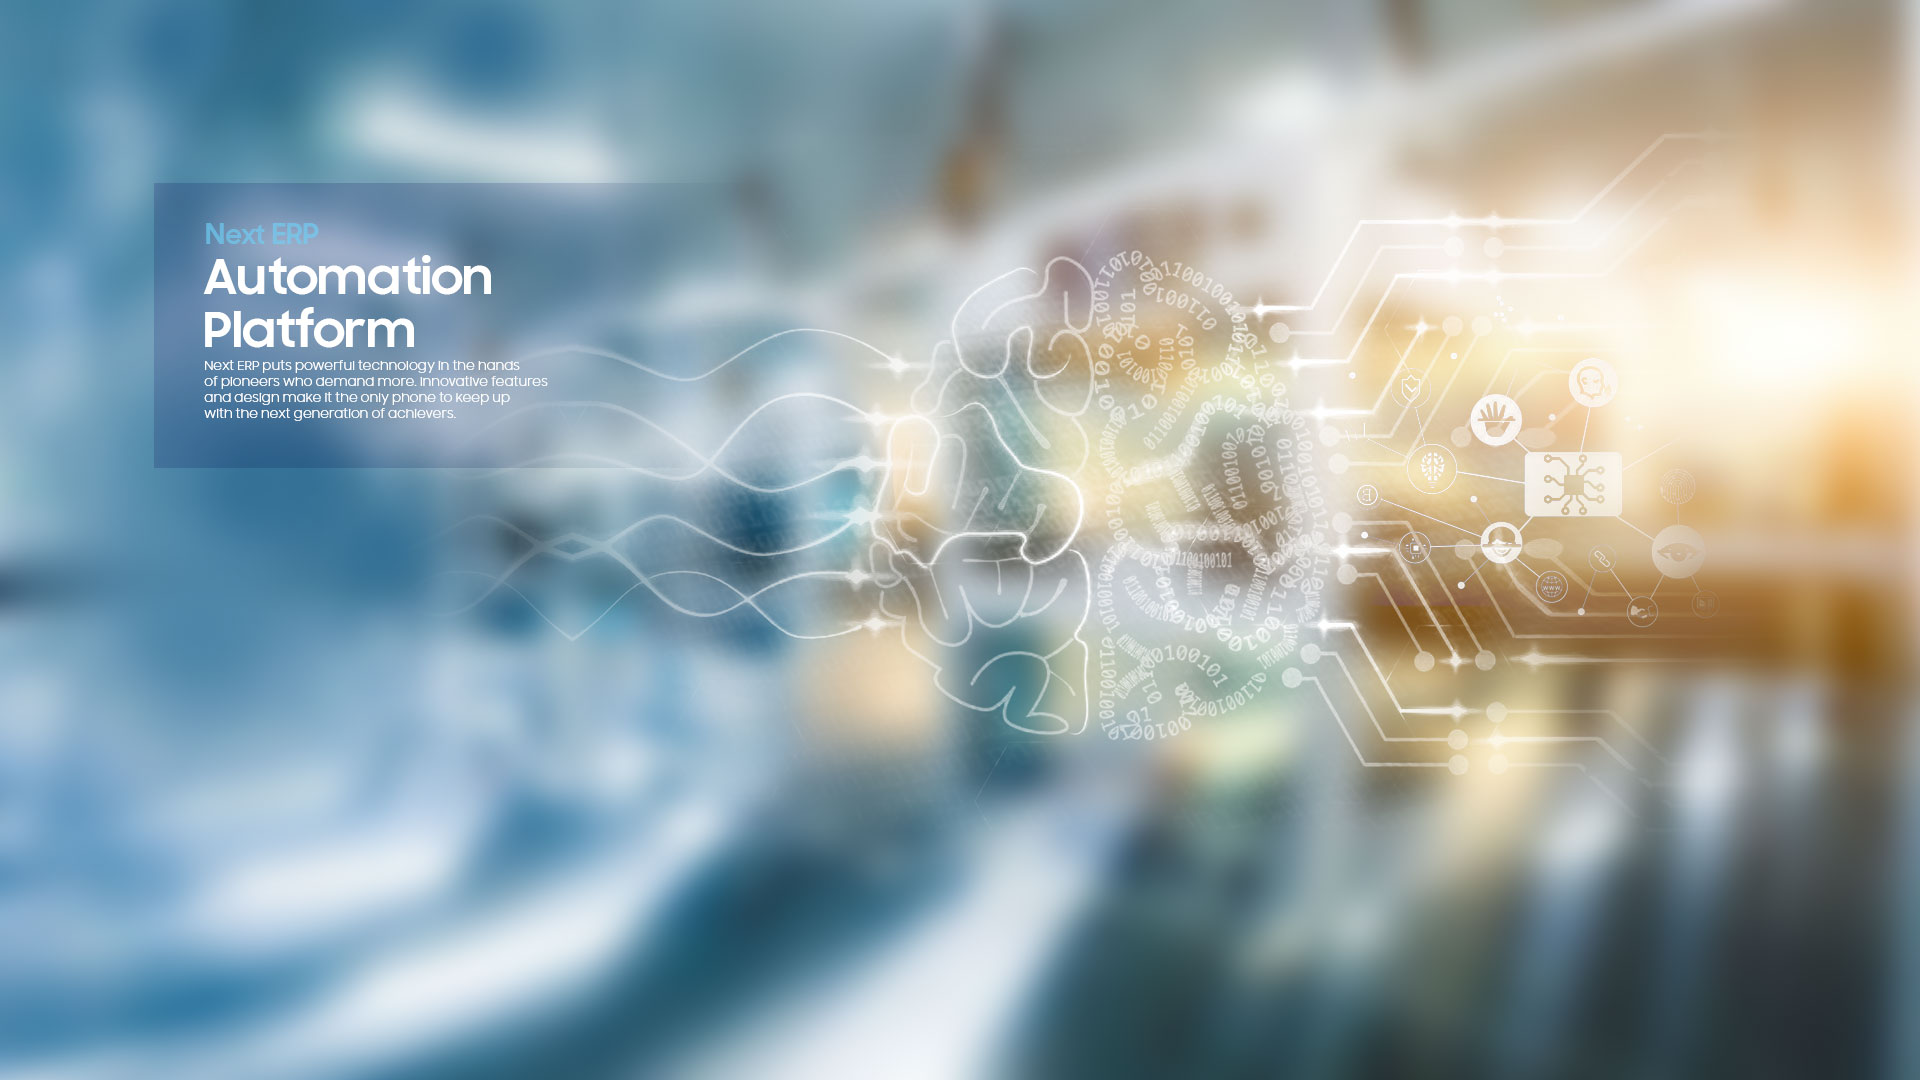 Next ERP
Automation
Platform
Next ERP puts powerful technology in the hands
of pioneers who demand more. Innovative features
and design make it the only phone to keep up
with the next generation of achievers.
WWW